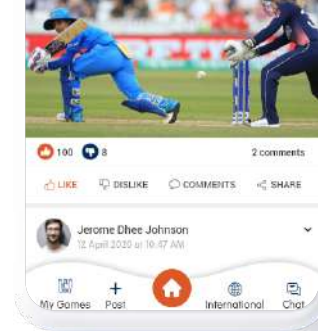 100 8 2 comments
LIKE DISLIKE COMMENTS SHARE
Jerome Dhee Johnson
12 April 2020 at 10:47 AM
My Games Post International Chat